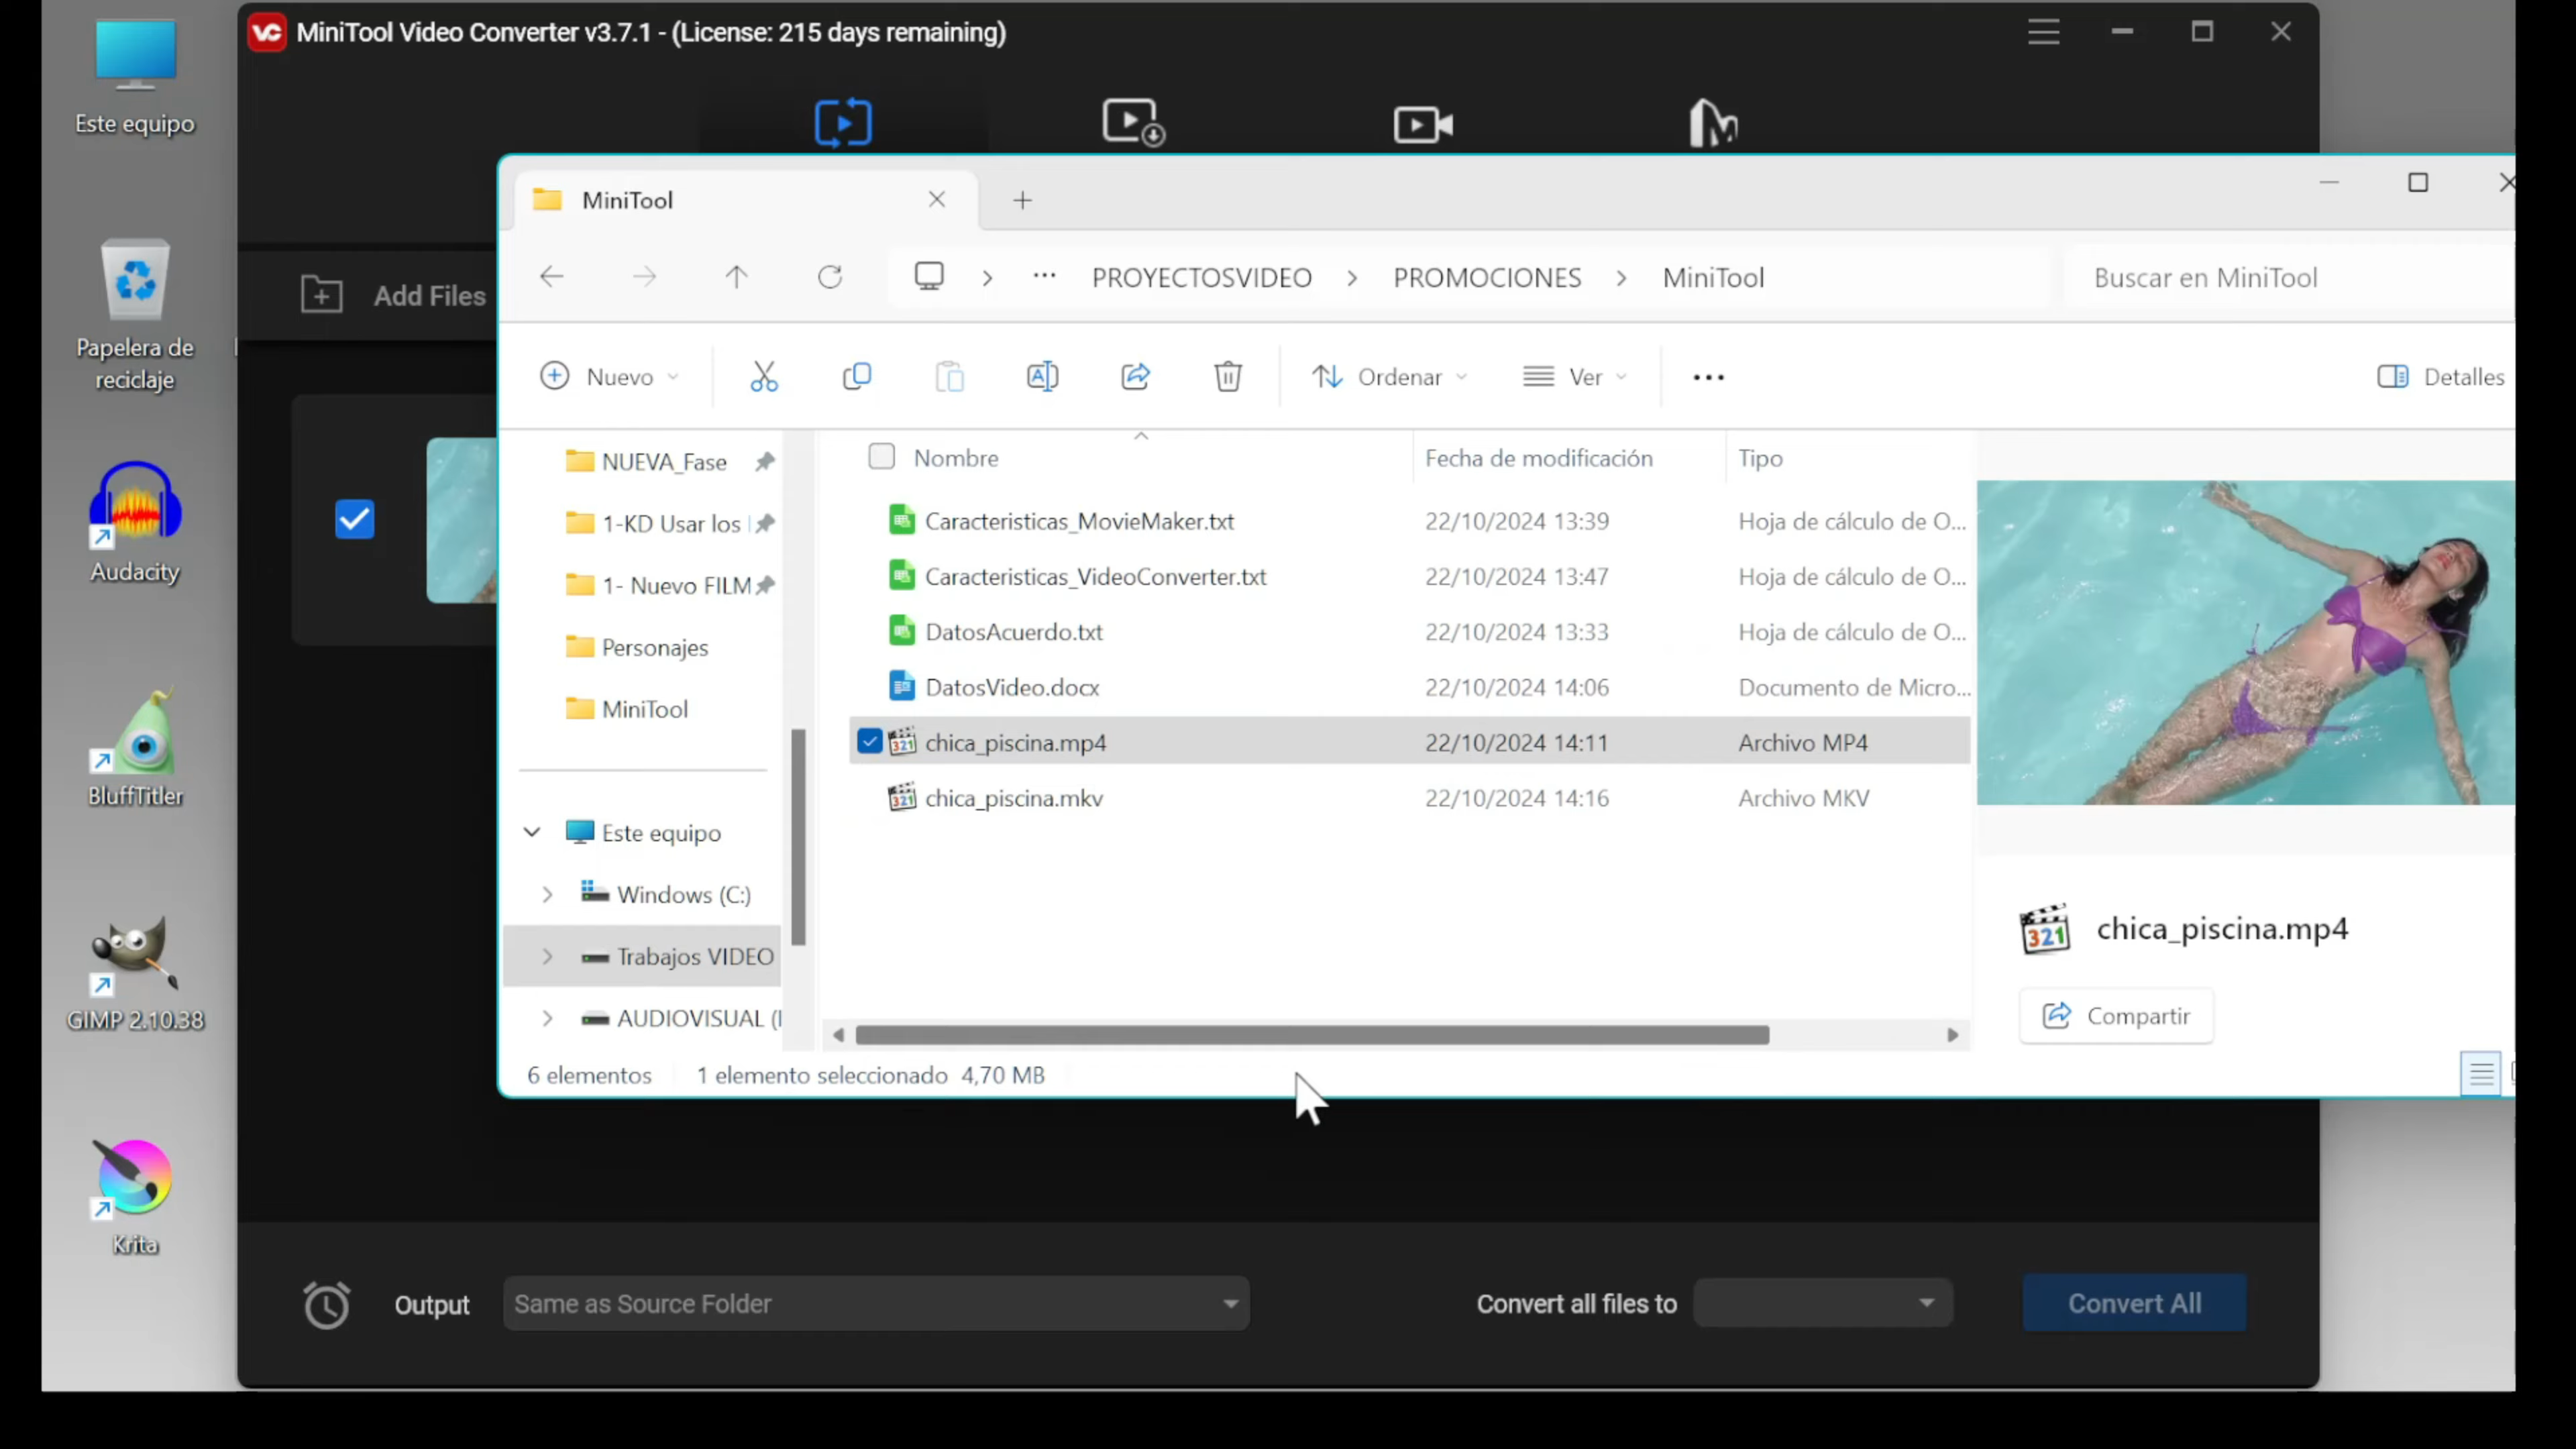 MiniTool Video Converter v3.7.1 - (License: 215 days remaining)
Este equipo
Papelera de
reciclaje
Audacity
BluffTitler
GIMP 2.10.38
Krita
Add Files
MiniTool
PROYECTOSVIDEO > PROMOCIONES > MiniTool
Buscar en MiniTool
Nuevo
Ordenar
Ver
Detalles
NUEVA_Fase
1-KD Usar los
1- Nuevo FILM
Personajes
MiniTool
Este equipo
Windows (C:)
Trabajos VIDEO
AUDIOVISUAL (
Nombre Fecha de modificación Tipo
Caracteristicas_MovieMaker.txt 22/10/2024 13:39 Hoja de cálculo de O...
Caracteristicas_VideoConverter.txt 22/10/2024 13:47 Hoja de cálculo de O...
DatosAcuerdo.txt 22/10/2024 13:33 Hoja de cálculo de O...
DatosVideo.docx 22/10/2024 14:06 Documento de Micro...
chica_piscina.mp4 22/10/2024 14:11 Archivo MP4
chica_piscina.mkv 22/10/2024 14:16 Archivo MKV
chica_piscina.mp4
Compartir
6 elementos 1 elemento seleccionado 4,70 MB
Output Same as Source Folder Convert all files to Convert All